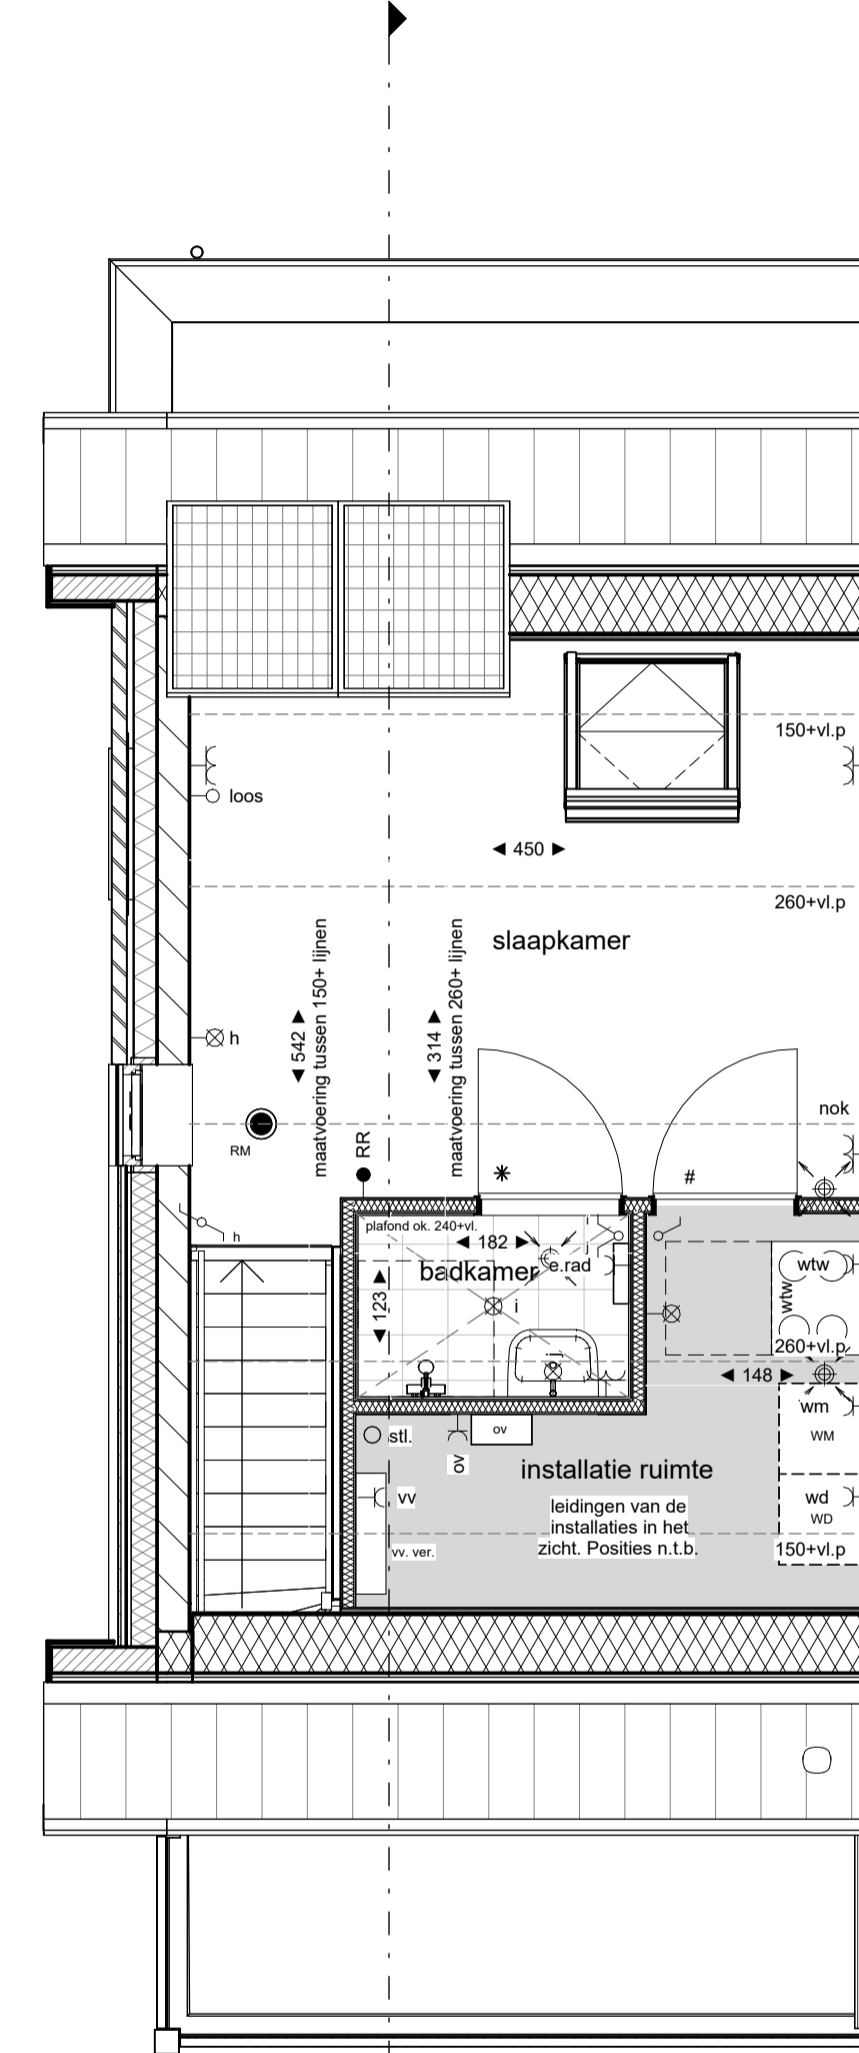 150+vl.p
loos
450
260+vl.p
slaapkamer
542
maatvoering tussen 150+ lijnen
314
maatvoering tussen 260+ lijnen
h
RM
nok
RR
*
#
h
plafond ok. 240+vl.
182
badkamer
e.rad
123
i
wtw
wtw
260+vl.p
148
wm
WM
stl.
ov
ov
installatie ruimte
vv
leidingen van de
installaties in het
zicht. Posities n.t.b.
wd
WD
vv. ver.
150+vl.p